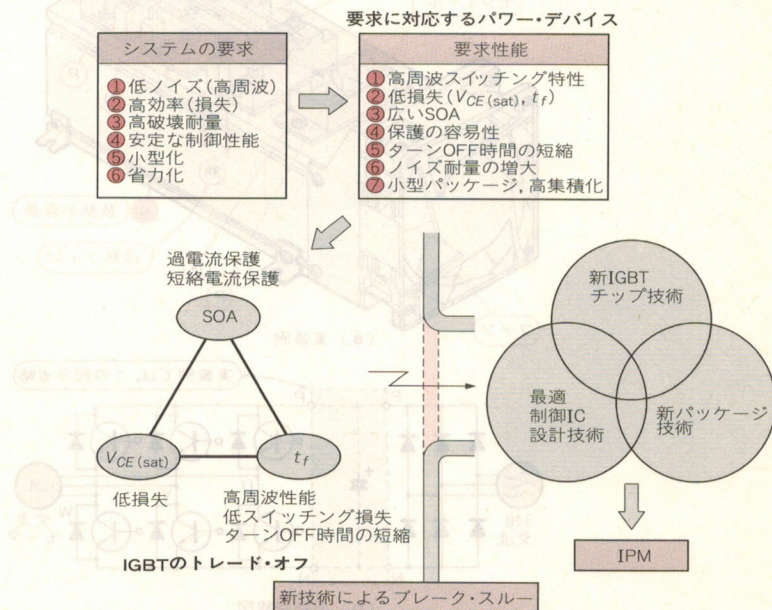 要求に対応するパワー・デバイス
システムの要求
①低ノイズ(高周波)
②高効率(損失)
③高破壊耐量
④安定な制御性能
⑤小型化
⑥省力化
要求性能
①高周波スイッチング特性
②低損失(VCE(sat), tf)
③広いSOA
④保護の容易性
⑤ターンOFF時間の短縮
⑥ノイズ耐量の増大
⑦小型パッケージ, 高集積化
過電流保護
短絡電流保護
SOA
VCE(sat)
tf
低損失
高周波性能
低スイッチング損失
ターンOFF時間の短縮
IGBTのトレード・オフ
新IGBT
チップ技術
最適
制御IC
設計技術
新パッケージ
技術
IPM
新技術によるブレーク・スルー